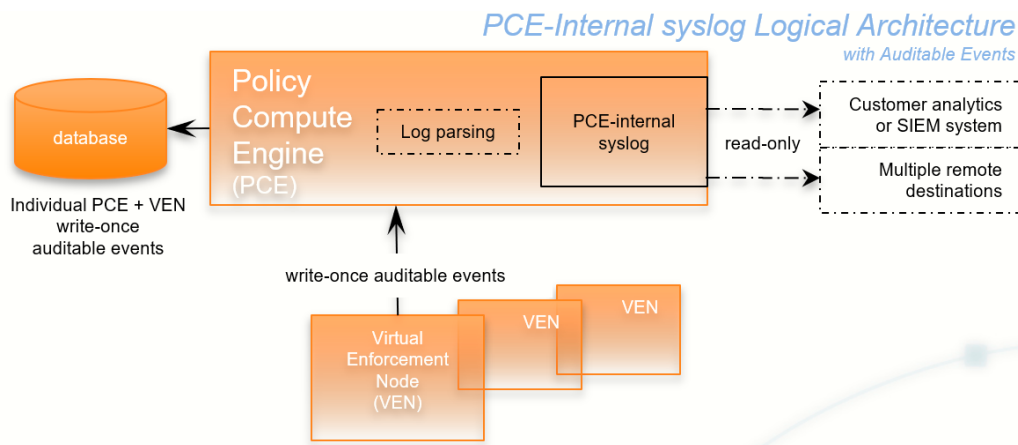 PCE-Internal syslog Logical Architecture
with Auditable Events
Policy
Compute
Engine
(PCE)
Log parsing
PCE-internal
syslog
database
Individual PCE + VEN
write-once
auditable events
read-only
Customer analytics
or SIEM system
Multiple remote
destinations
write-once auditable events
Virtual
Enforcement
Node
(VEN)
VEN
VEN